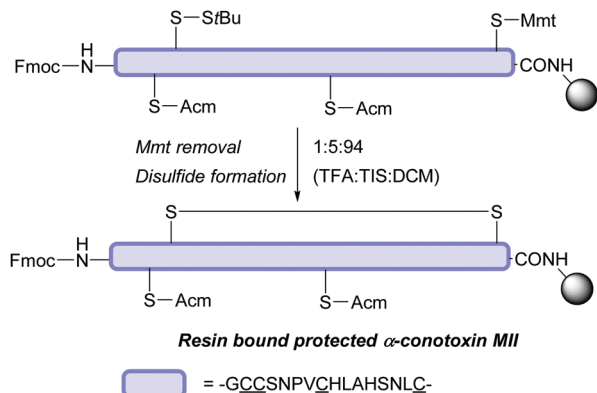 S—StBu
S—Mmt
H
Fmoc—N
CONH
S—Acm
S—Acm
Mmt removal
1:5:94
Disulfide formation
(TFA:TIS:DCM)
S
S
H
Fmoc—N
CONH
S—Acm
S—Acm
Resin bound protected α-conotoxin MII
= -GCCSNPVCHLAHSNLC-